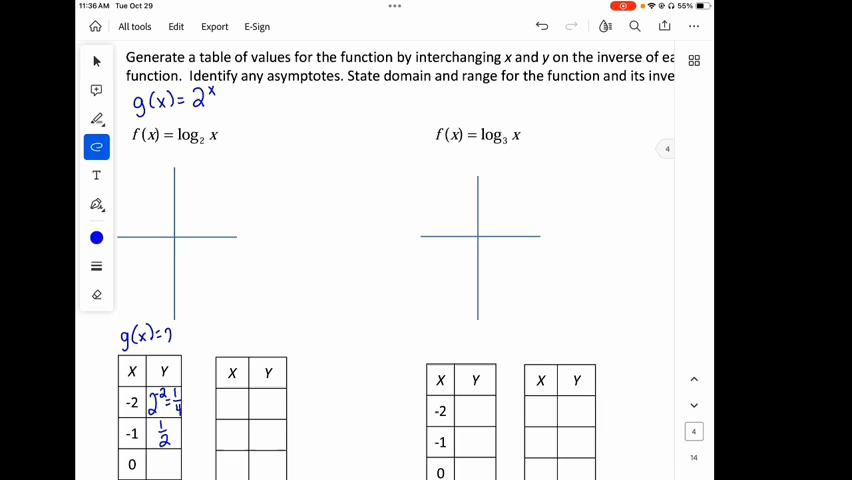 11:36 AM Tue Oct 29
55%
All tools Edit Export E-Sign
Generate a table of values for the function by interchanging x and y on the inverse of ea
function. Identify any asymptotes. State domain and range for the function and its inve
g(x) = 2ˣ
f (x) = log₂ x f (x) = log₃ x
4
g(x)=
X Y X Y
X Y X Y
-2 2⁻²=1/4
-2
-1 1/2
-1
0
0
4
14
T